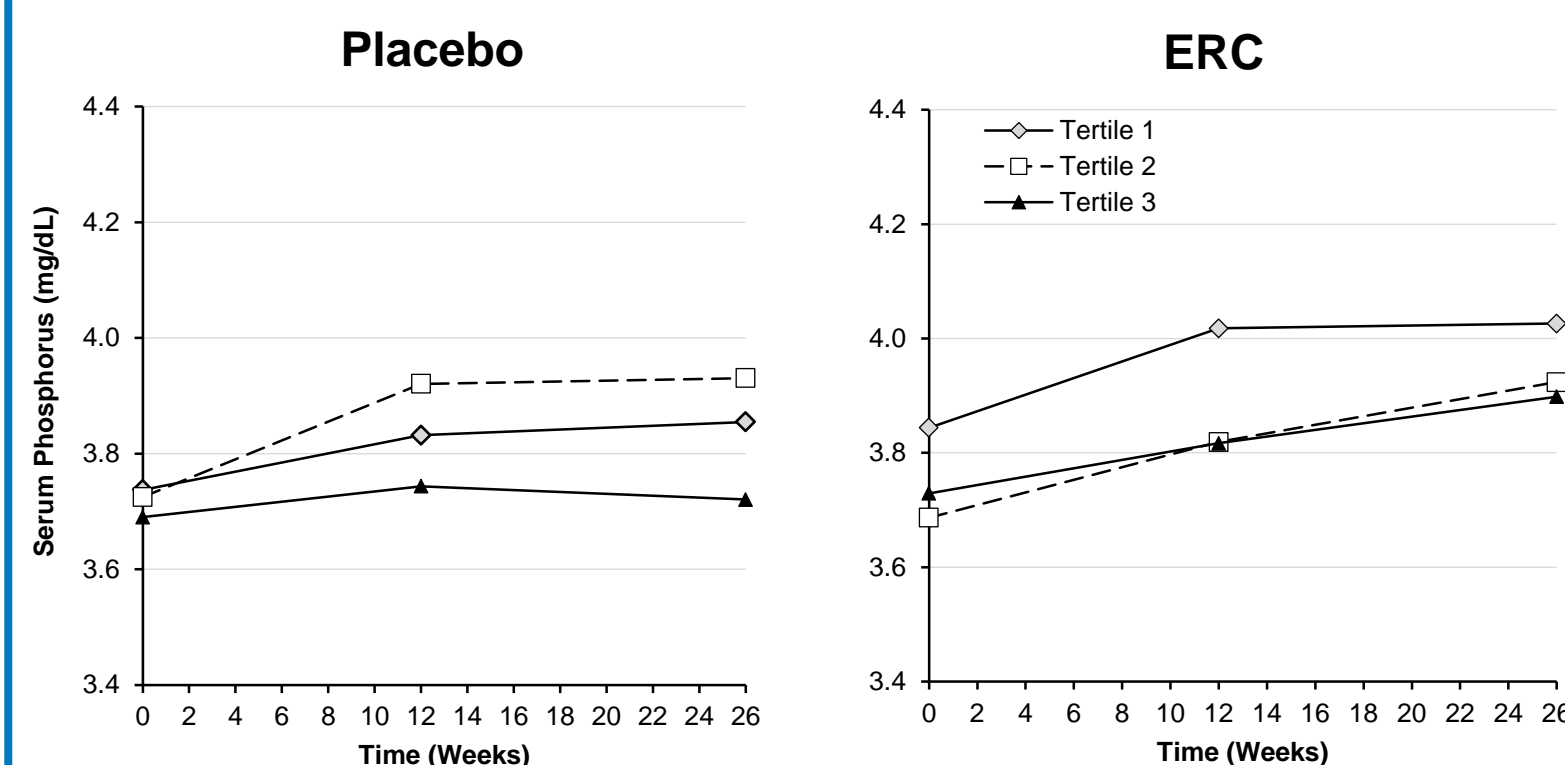 Placebo
ERC
Serum Phosphorus (mg/dL)
4.4
4.2
4.0
3.8
3.6
3.4
0 2 4 6 8 10 12 14 16 18 20 22 24 26
Time (Weeks)
4.4
4.2
4.0
3.8
3.6
3.4
Tertile 1
Tertile 2
Tertile 3
0 2 4 6 8 10 12 14 16 18 20 22 24 26
Time (Weeks)